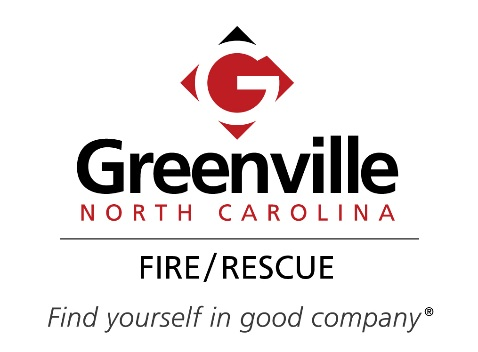 G
Greenville
NORTH CAROLINA
FIRE/RESCUE
Find yourself in good company®